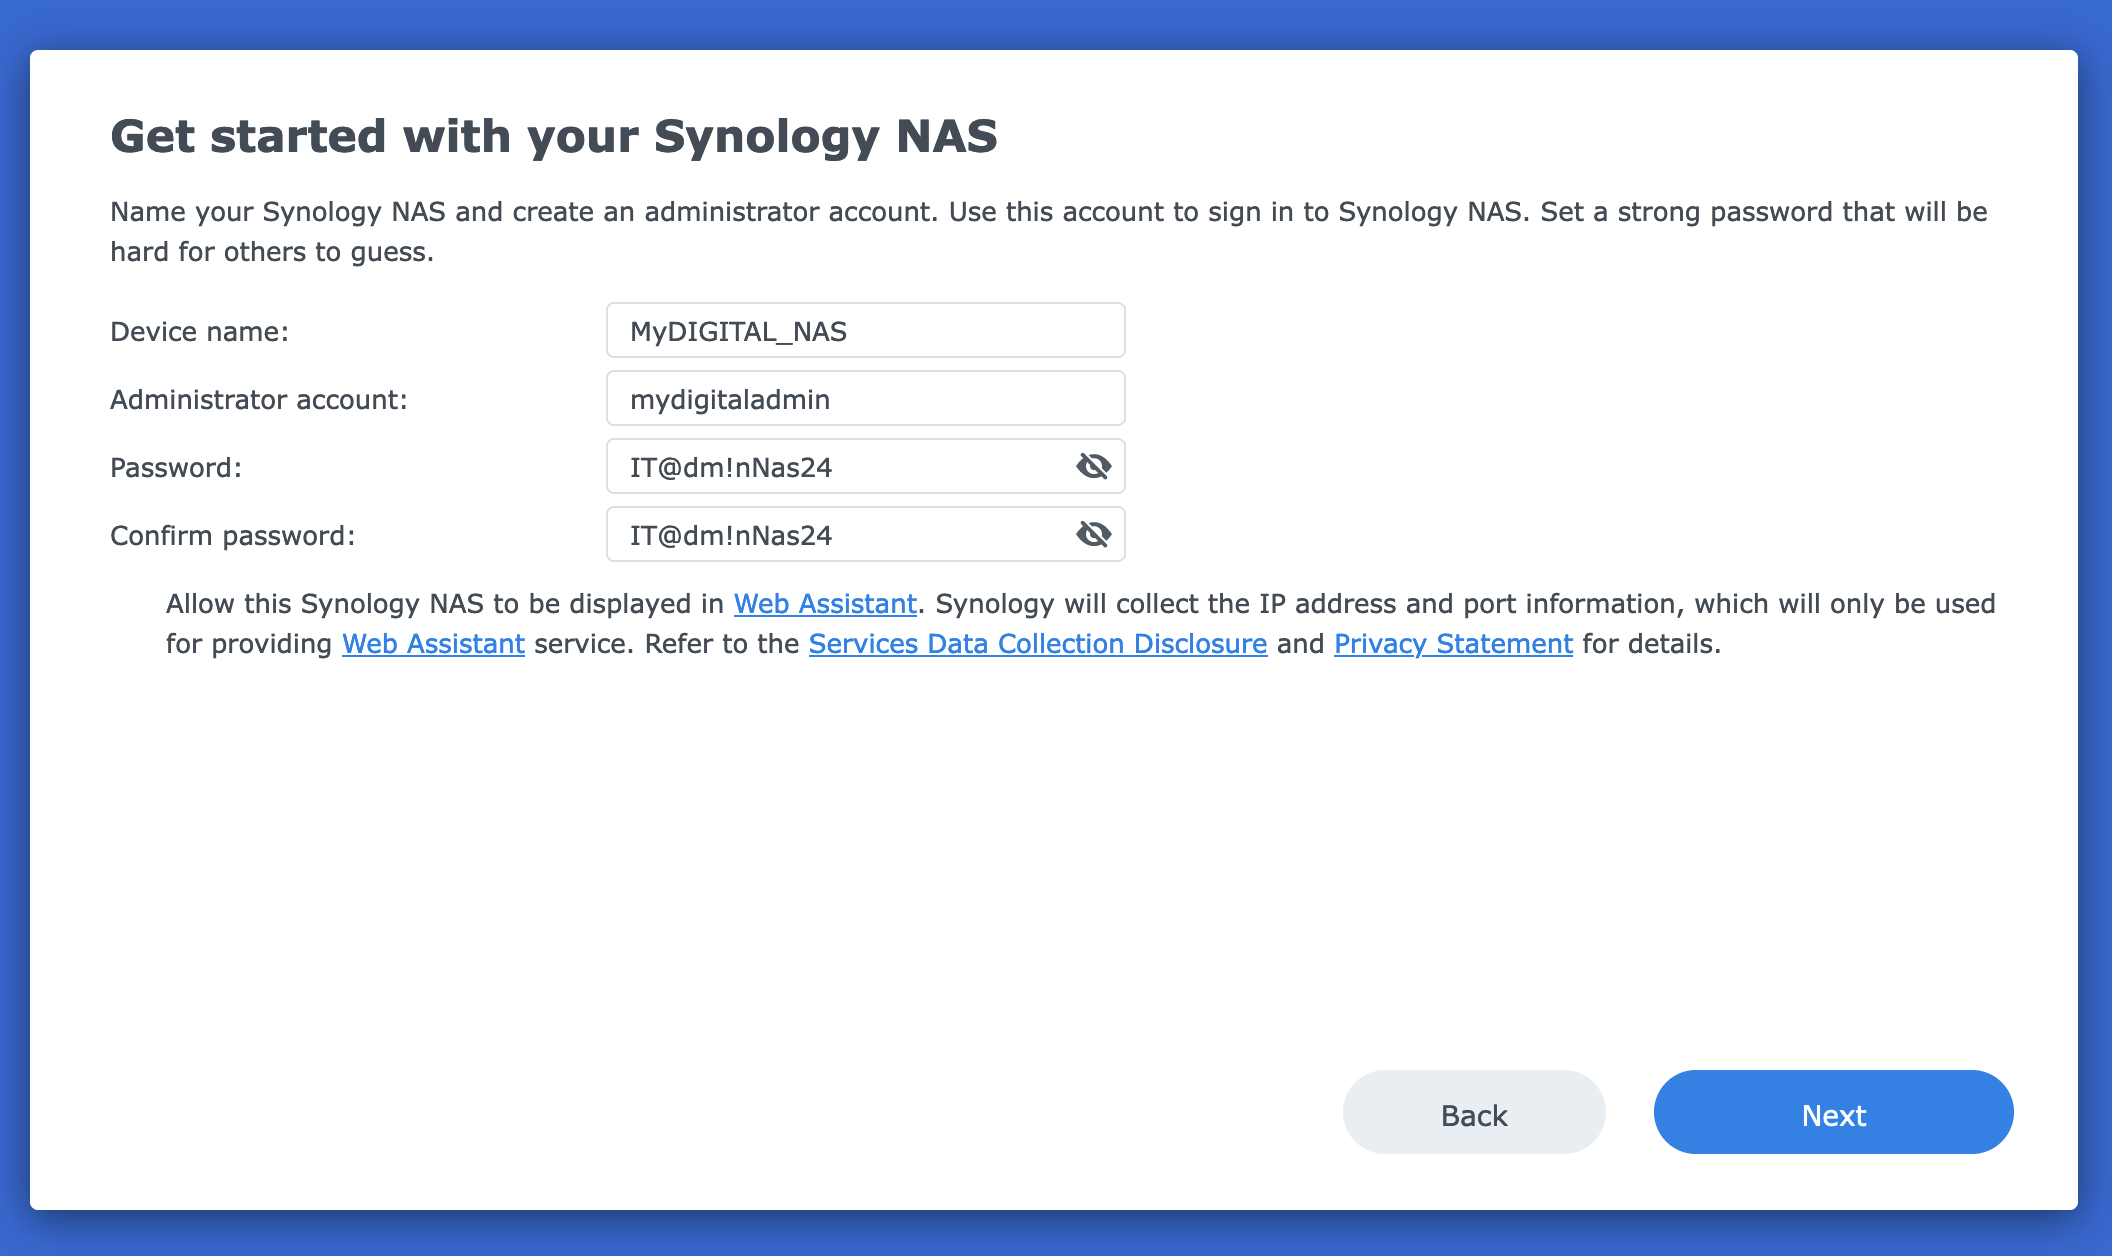 Get started with your Synology NAS
Name your Synology NAS and create an administrator account. Use this account to sign in to Synology NAS. Set a strong password that will be
hard for others to guess.
Device name: MyDIGITAL_NAS
Administrator account: mydigitaladmin
Password: IT@dm!nNas24
Confirm password: IT@dm!nNas24
Allow this Synology NAS to be displayed in Web Assistant. Synology will collect the IP address and port information, which will only be used
for providing Web Assistant service. Refer to the Services Data Collection Disclosure and Privacy Statement for details.
Back Next